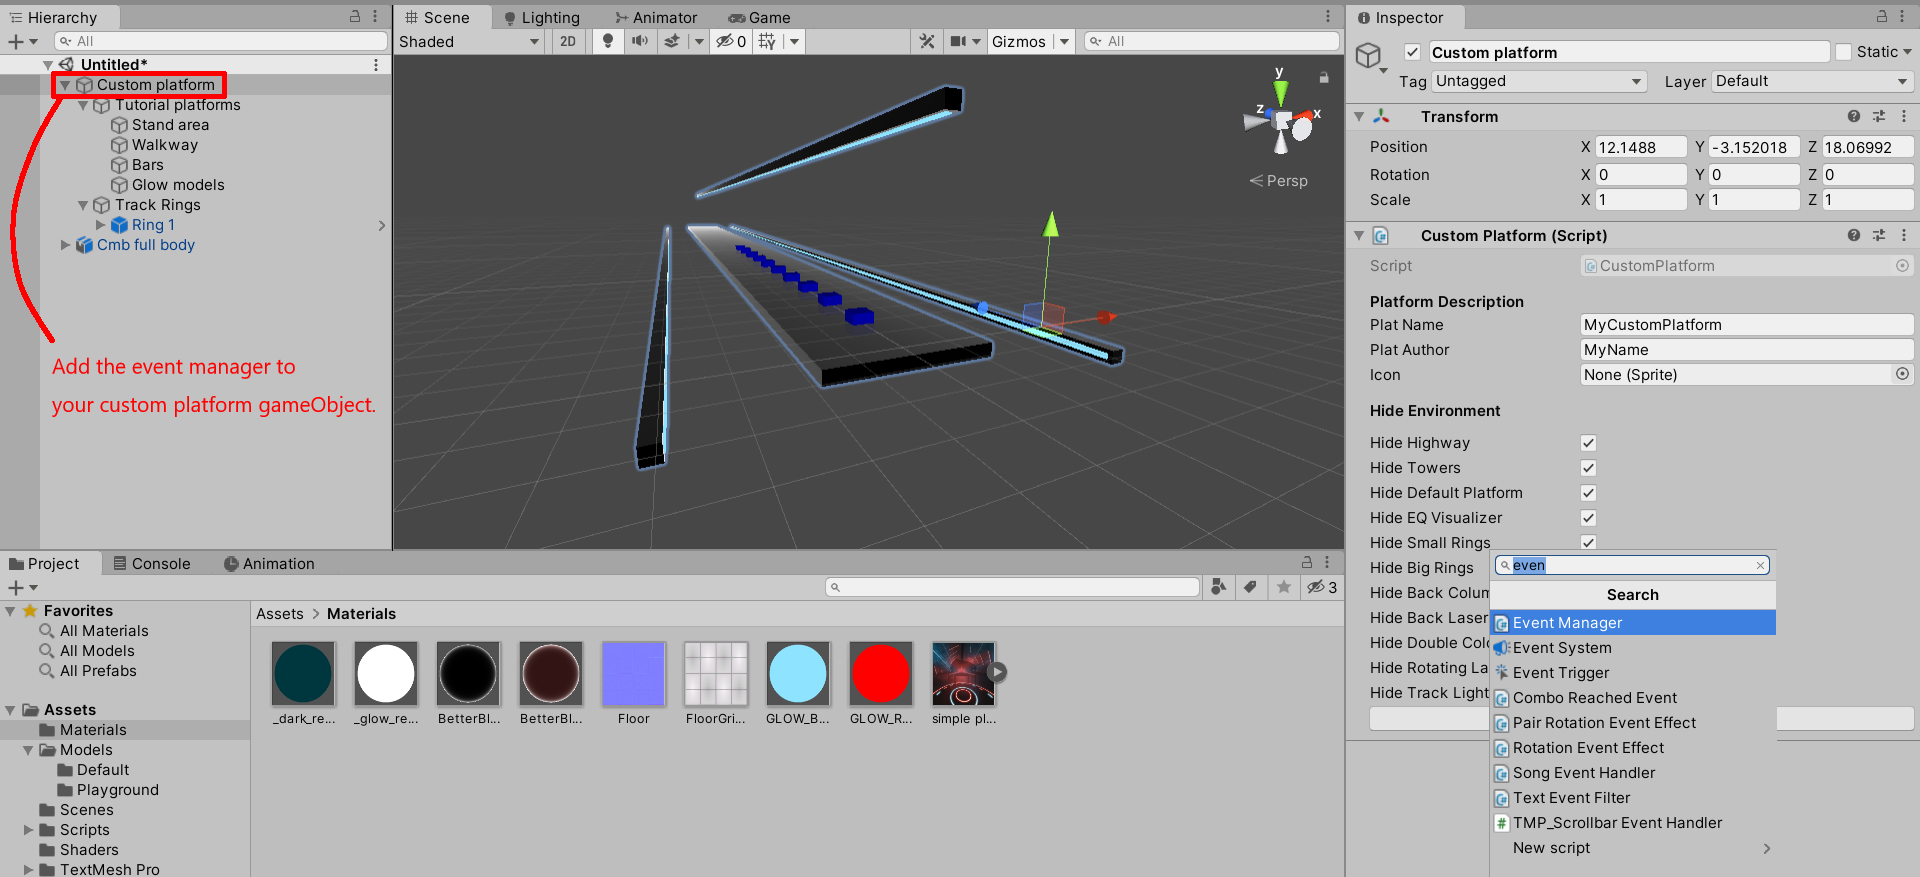 Hierarchy
All
Untitled*
Custom platform
Tutorial platforms
Stand area
Walkway
Bars
Glow models
Track Rings
Ring 1
Cmb full body
Add the event manager to
your custom platform gameObject.
Scene Lighting Animator Game
Shaded 2D 0 Gizmos All
y
z
x
Persp
Inspector
Custom platform Static
Tag Untagged Layer Default
Transform
Position X 12.1488 Y -3.152018 Z 18.06992
Rotation X 0 Y 0 Z 0
Scale X 1 Y 1 Z 1
Custom Platform (Script)
Script CustomPlatform
Platform Description
Plat Name MyCustomPlatform
Plat Author MyName
Icon None (Sprite)
Hide Environment
Hide Highway
Hide Towers
Hide Default Platform
Hide EQ Visualizer
Hide Small Rings
Hide Big Rings
Hide Back Colum
Hide Back Laser
Hide Double Colo
Hide Rotating La
Hide Track Light
even
Search
Event Manager
Event System
Event Trigger
Combo Reached Event
Pair Rotation Event Effect
Rotation Event Effect
Song Event Handler
Text Event Filter
TMP_Scrollbar Event Handler
New script
Project Console Animation
3
Favorites
All Materials
All Models
All Prefabs
Assets
Materials
Models
Default
Playground
Scenes
Scripts
Shaders
TextMesh Pro
Assets > Materials
_dark_re... _glow_re... BetterBl... BetterBl... Floor FloorGri... GLOW_B... GLOW_R... simple pl...